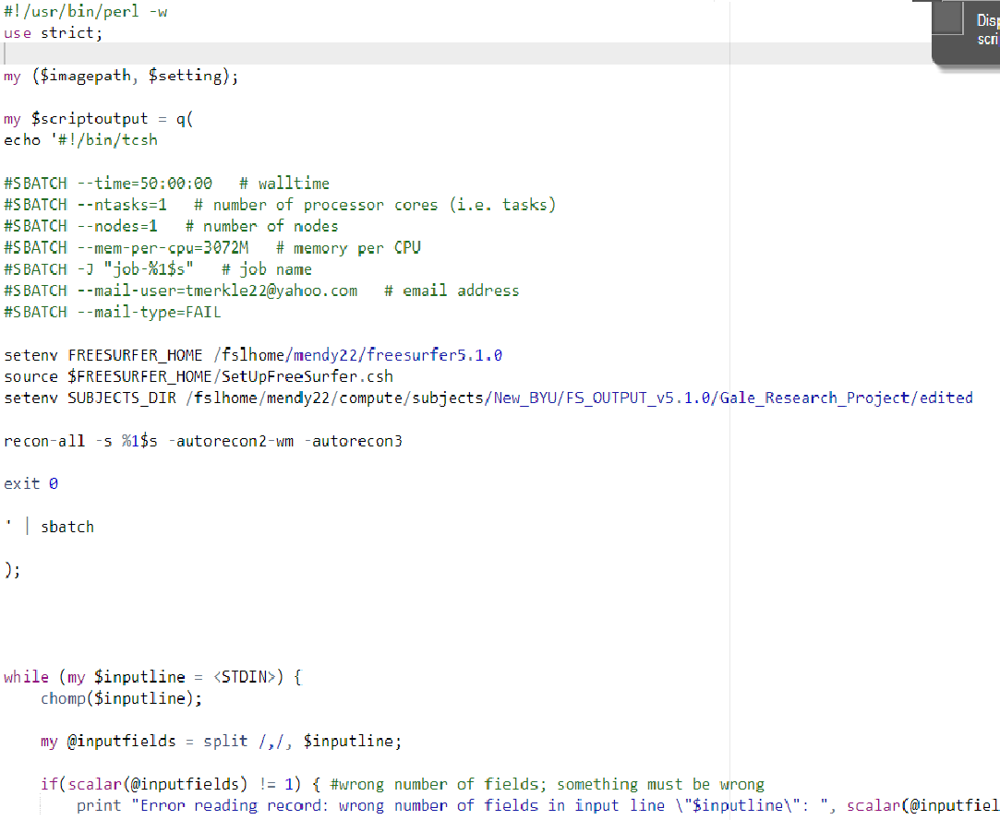 #!/usr/bin/perl -w
use strict;
my ($imagepath, $setting);
my $scriptoutput = q(
echo '#!/bin/tcsh
#SBATCH --time=50:00:00   # walltime
#SBATCH --ntasks=1   # number of processor cores (i.e. tasks)
#SBATCH --nodes=1   # number of nodes
#SBATCH --mem-per-cpu=3072M   # memory per CPU
#SBATCH -J "job-%1$s"   # job name
#SBATCH --mail-user=tmerkle22@yahoo.com   # email address
#SBATCH --mail-type=FAIL
setenv FREESURFER_HOME /fslhome/mendy22/freesurfer5.1.0
source $FREESURFER_HOME/SetUpFreeSurfer.csh
setenv SUBJECTS_DIR /fslhome/mendy22/compute/subjects/New_BYU/FS_OUTPUT_v5.1.0/Gale_Research_Project/edited
recon-all -s %1$s -autorecon2-wm -autorecon3
exit 0
' | sbatch
);
while (my $inputline = <STDIN>) {
chomp($inputline);
my @inputfields = split /,/, $inputline;
if(scalar(@inputfields) != 1) { #wrong number of fields; something must be wrong
print "Error reading record: wrong number of fields in input line \"$inputline\": ", scalar(@inputfiel
Disp
scri